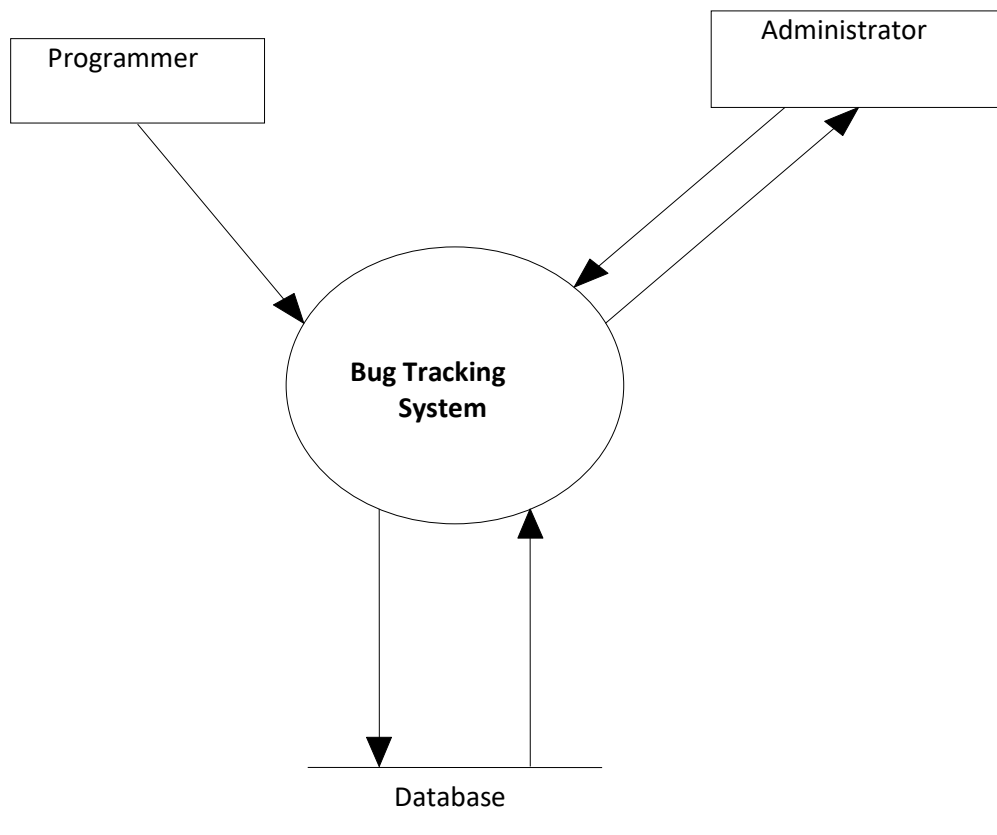 Programmer
Administrator
Bug Tracking
System
Database